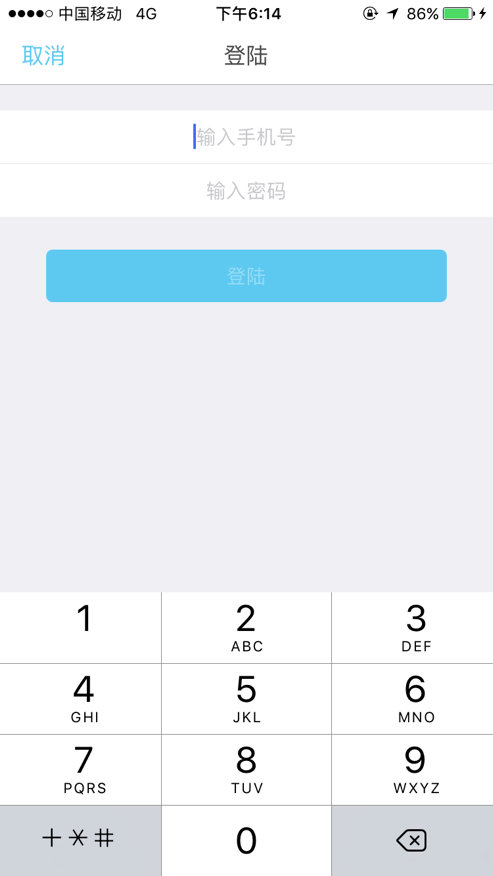 中国移动 4G 下午6:14 86%
取消 登陆
输入手机号
输入密码
登陆
1 2 3
ABC DEF
4 5 6
GHI JKL MNO
7 8 9
PQRS TUV WXYZ
+*# 0